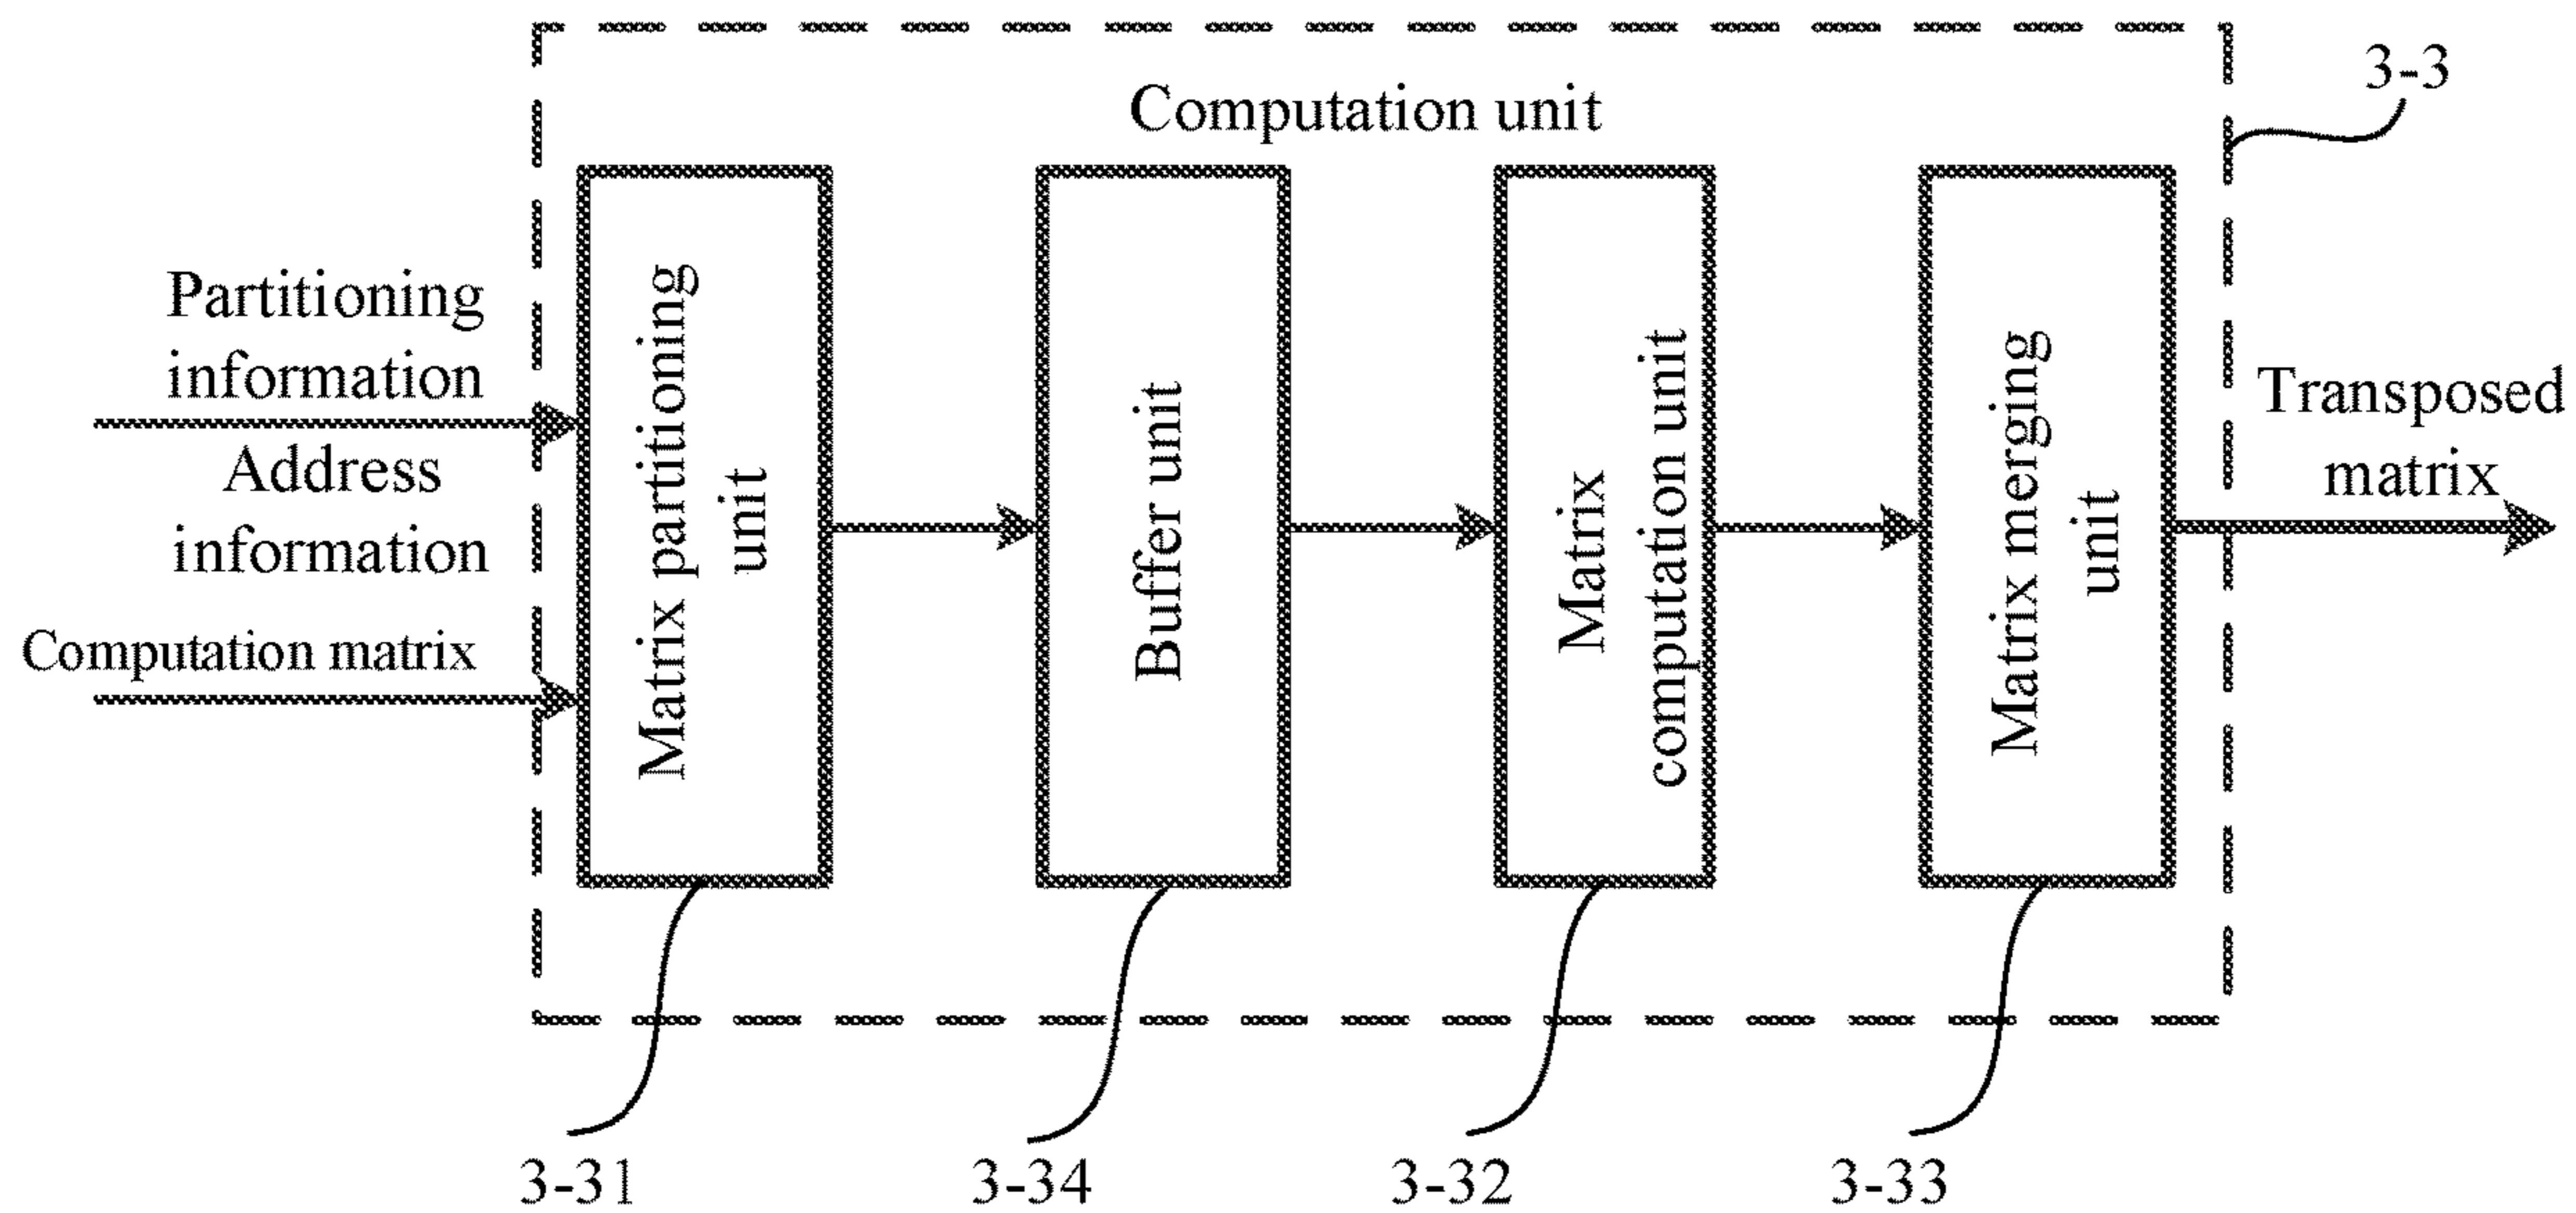 3-3
Computation unit
Partitioning
information
Address
information
Computation matrix
Matrix partitioning
unit
Buffer unit
Matrix
computation unit
Matrix merging
unit
Transposed
matrix
3-31
3-34
3-32
3-33